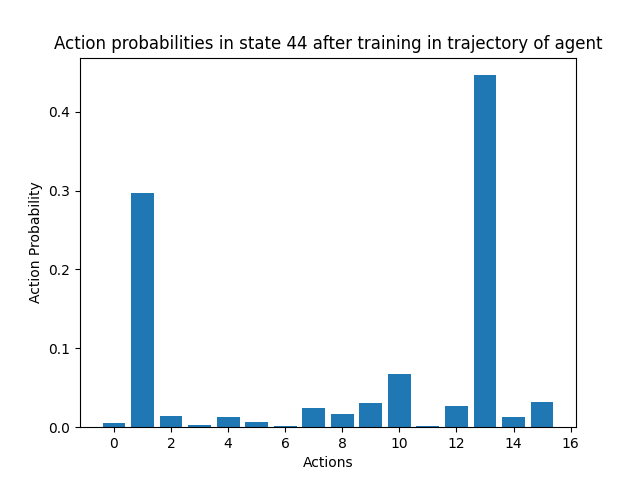 Action probabilities in state 44 after training in trajectory of agent
Action Probability
0.4
0.3
0.2
0.1
0.0
0 2 4 6 8 10 12 14 16
Actions